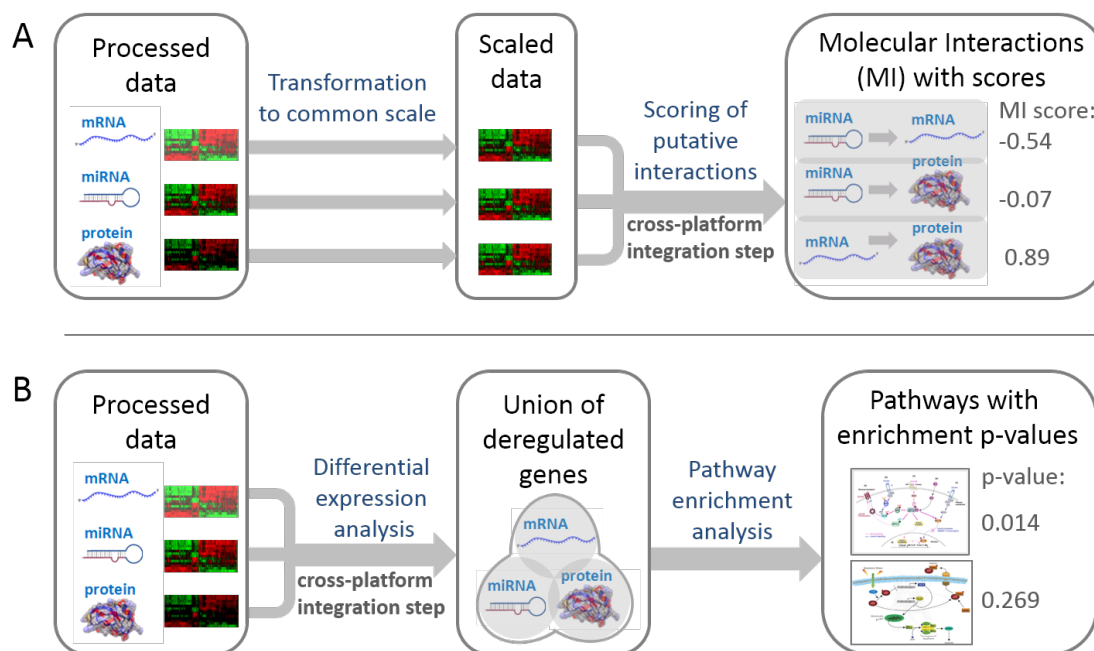 A
Processed
data
mRNA
miRNA
protein
Transformation
to common scale
Scaled
data
Scoring of
putative
interactions
cross-platform
integration step
Molecular Interactions
(MI) with scores
MI score:
miRNA
mRNA
-0.54
miRNA
protein
-0.07
mRNA
protein
0.89
B
Processed
data
mRNA
miRNA
protein
Differential
expression
analysis
cross-platform
integration step
Union of
deregulated
genes
mRNA
miRNA
protein
Pathway
enrichment
analysis
Pathways with
enrichment p-values
p-value:
0.014
0.269